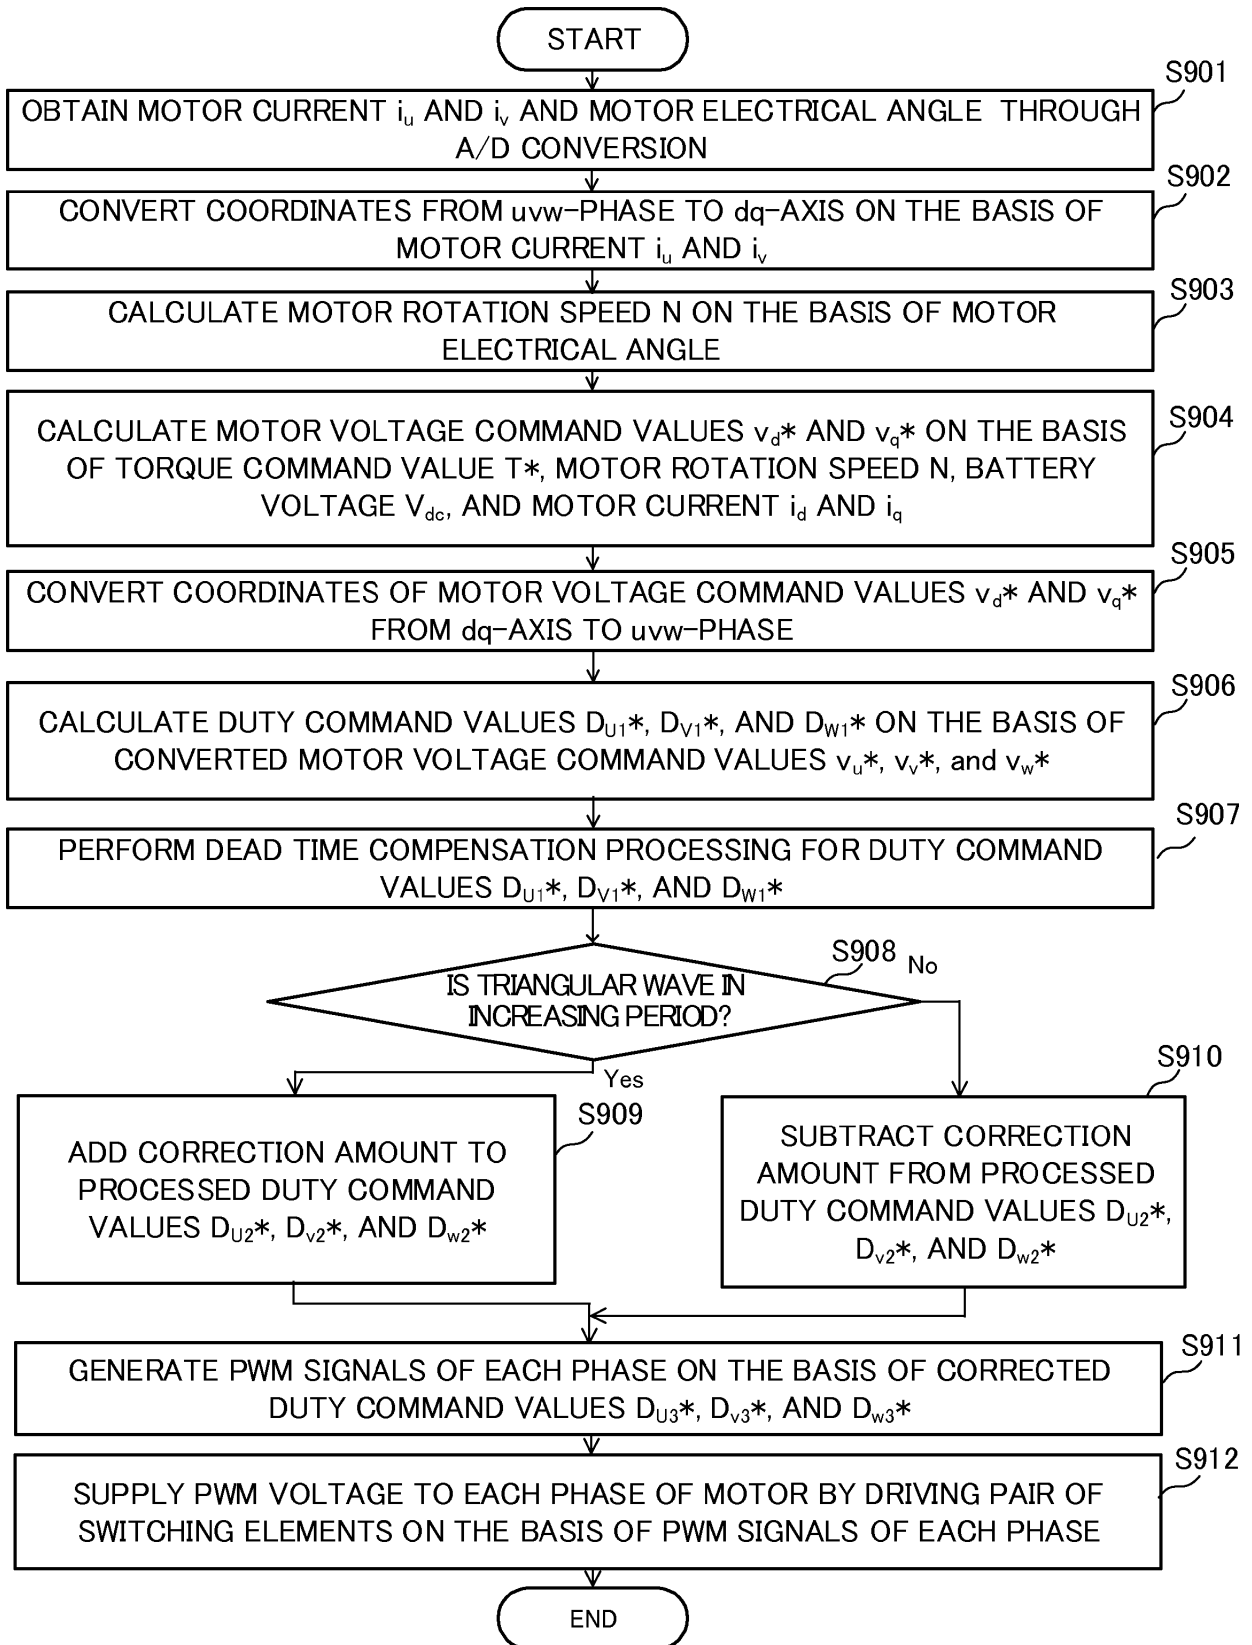 START
S901
OBTAIN MOTOR CURRENT iu AND iv AND MOTOR ELECTRICAL ANGLE THROUGH
A/D CONVERSION
S902
CONVERT COORDINATES FROM uvw-PHASE TO dq-AXIS ON THE BASIS OF
MOTOR CURRENT iu AND iv
S903
CALCULATE MOTOR ROTATION SPEED N ON THE BASIS OF MOTOR
ELECTRICAL ANGLE
S904
CALCULATE MOTOR VOLTAGE COMMAND VALUES vd* AND vq* ON THE BASIS
OF TORQUE COMMAND VALUE T*, MOTOR ROTATION SPEED N, BATTERY
VOLTAGE Vdc, AND MOTOR CURRENT id AND iq
S905
CONVERT COORDINATES OF MOTOR VOLTAGE COMMAND VALUES vd* AND vq*
FROM dq-AXIS TO uvw-PHASE
S906
CALCULATE DUTY COMMAND VALUES DU1*, DV1*, AND DW1* ON THE BASIS OF
CONVERTED MOTOR VOLTAGE COMMAND VALUES vu*, vv*, and vw*
S907
PERFORM DEAD TIME COMPENSATION PROCESSING FOR DUTY COMMAND
VALUES DU1*, DV1*, AND DW1*
S908
No
IS TRIANGULAR WAVE IN
INCREASING PERIOD?
Yes
S909
ADD CORRECTION AMOUNT TO
PROCESSED DUTY COMMAND
VALUES DU2*, Dv2*, AND Dw2*
S910
SUBTRACT CORRECTION
AMOUNT FROM PROCESSED
DUTY COMMAND VALUES DU2*,
Dv2*, AND Dw2*
S911
GENERATE PWM SIGNALS OF EACH PHASE ON THE BASIS OF CORRECTED
DUTY COMMAND VALUES DU3*, Dv3*, AND Dw3*
S912
SUPPLY PWM VOLTAGE TO EACH PHASE OF MOTOR BY DRIVING PAIR OF
SWITCHING ELEMENTS ON THE BASIS OF PWM SIGNALS OF EACH PHASE
END